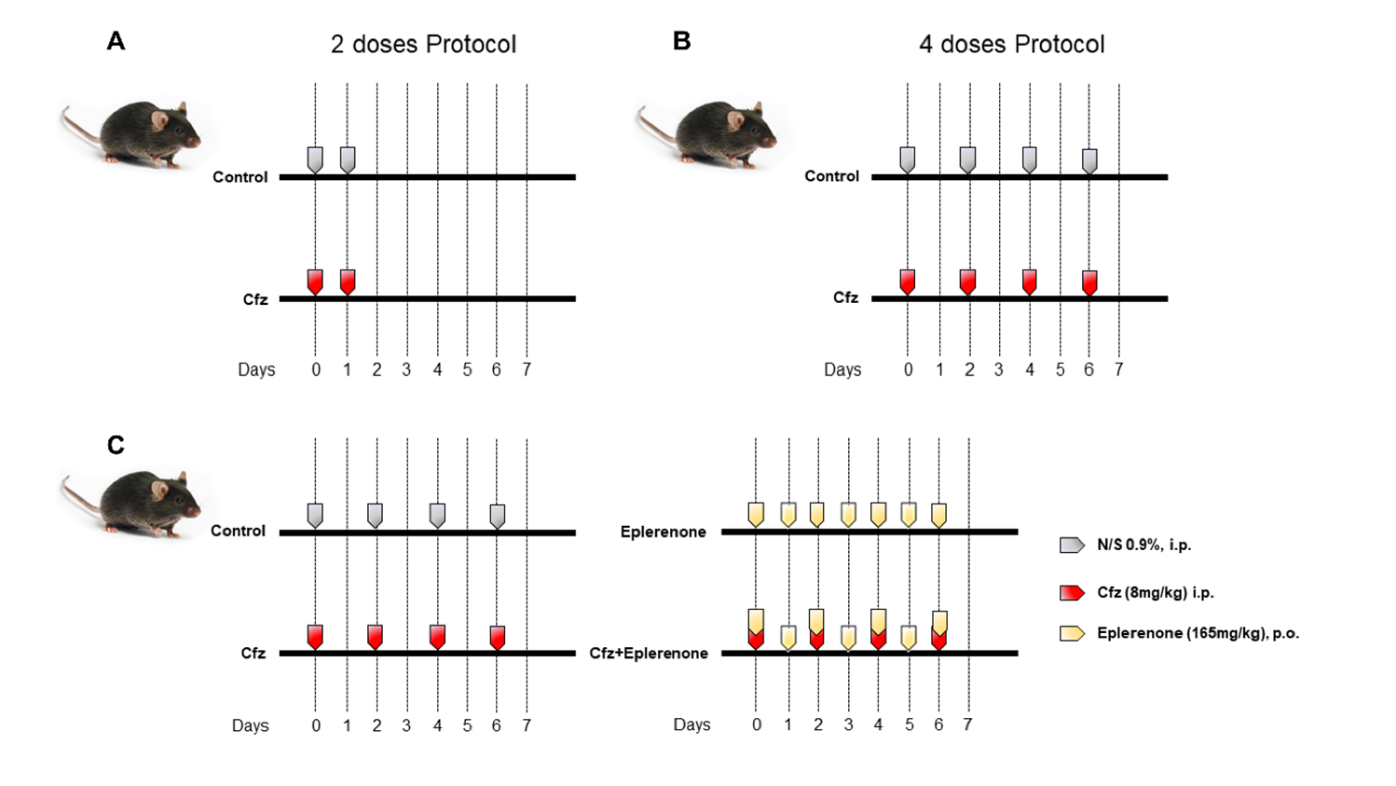 A
2 doses Protocol
B
4 doses Protocol
Control
Cfz
Days 0 1 2 3 4 5 6 7
Control
Cfz
Days 0 1 2 3 4 5 6 7
C
Control
Cfz
Days 0 1 2 3 4 5 6 7
Eplerenone
Cfz+Eplerenone
Days 0 1 2 3 4 5 6 7
N/S 0.9%, i.p.
Cfz (8mg/kg) i.p.
Eplerenone (165mg/kg), p.o.